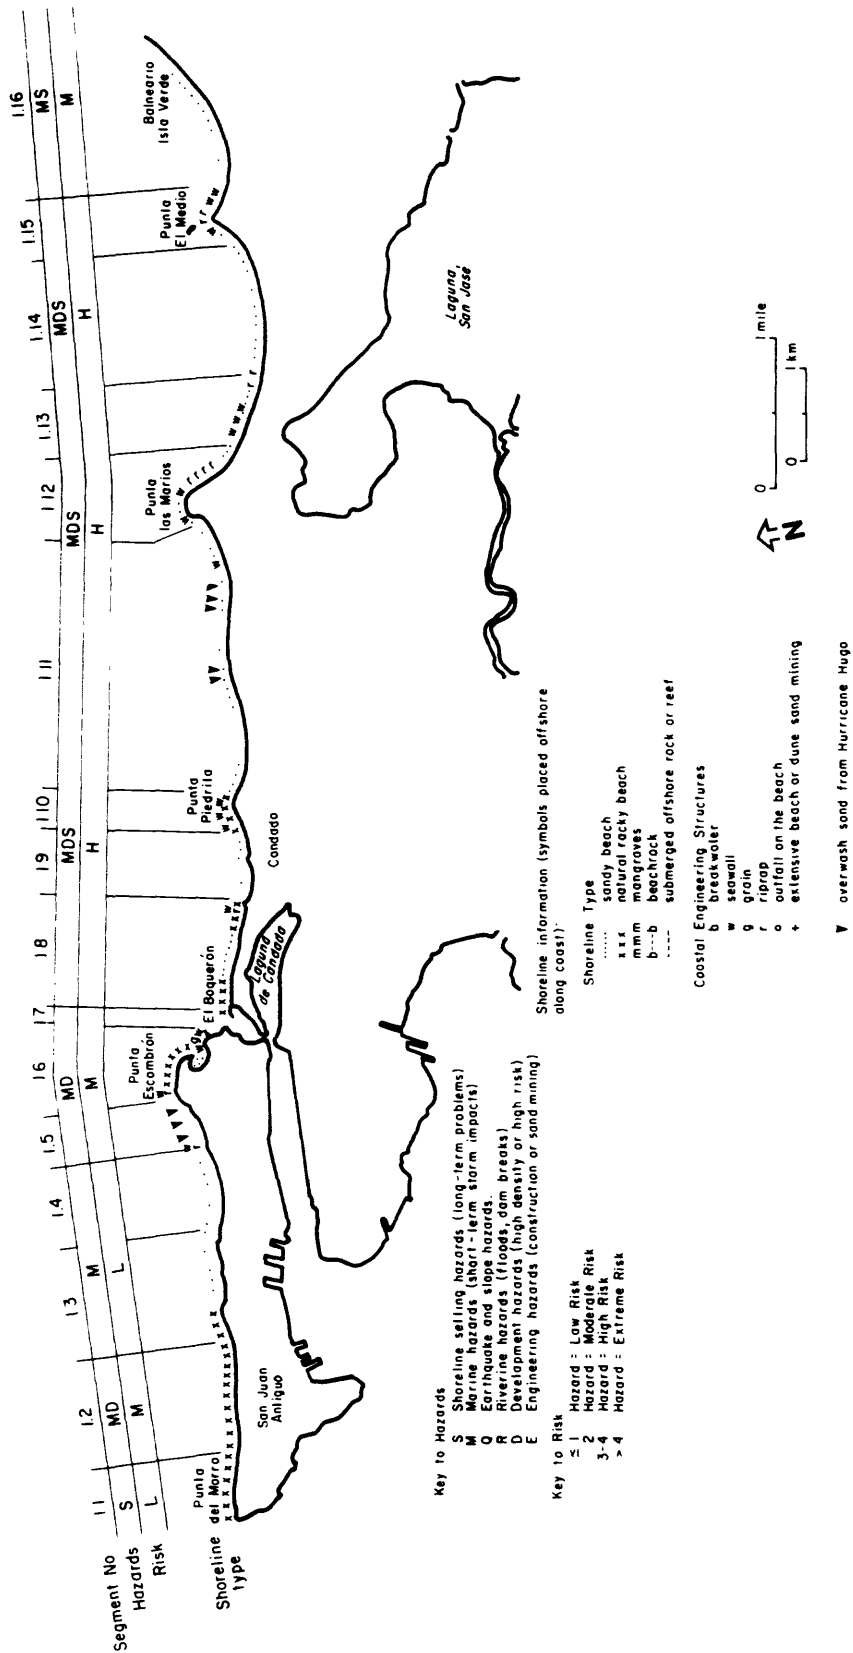 Segment No 1.1 1.2 1.3 1.4 1.5 1.6 1.7 1.8 1.9 1.10 1.11 1.12 1.13 1.14 1.15 1.16
Hazards S MD M MD MDS MDS MDS MS
Risk L M L M H H H M
Shoreline type
Punta del Morro
x x x x x x x x x x x x x x x x x x
San Juan Antiguo
Punta Escambrón
El Boquerón
Laguna de Condado
Condado
Punta Piedrita
Punta las Marias
Punta El Medio
Balneario Isla Verde
Laguna San José
Key to Hazards
S Shoreline setting hazards (long-term problems)
M Marine hazards (short-term storm impacts)
Q Earthquake and slope hazards.
R Riverine hazards (floods, dam breaks)
D Development hazards (high density or high risk)
E Engineering hazards (construction or sand mining)
Key to Risk
≤ 1 Hazard = Low Risk
2 Hazard = Moderate Risk
3-4 Hazard = High Risk
> 4 Hazard = Extreme Risk
Shoreline information (symbols placed offshore
along coast)
Shoreline Type
...... sandy beach
x x x natural rocky beach
mmm mangroves
b---b beachrock
---- submerged offshore rock or reef
Coastal Engineering Structures
b breakwater
w seawall
g groin
r riprap
o outfall on the beach
+ extensive beach or dune sand mining
▼ overwash sand from Hurricane Hugo
N
0 1 mile
0 1 km